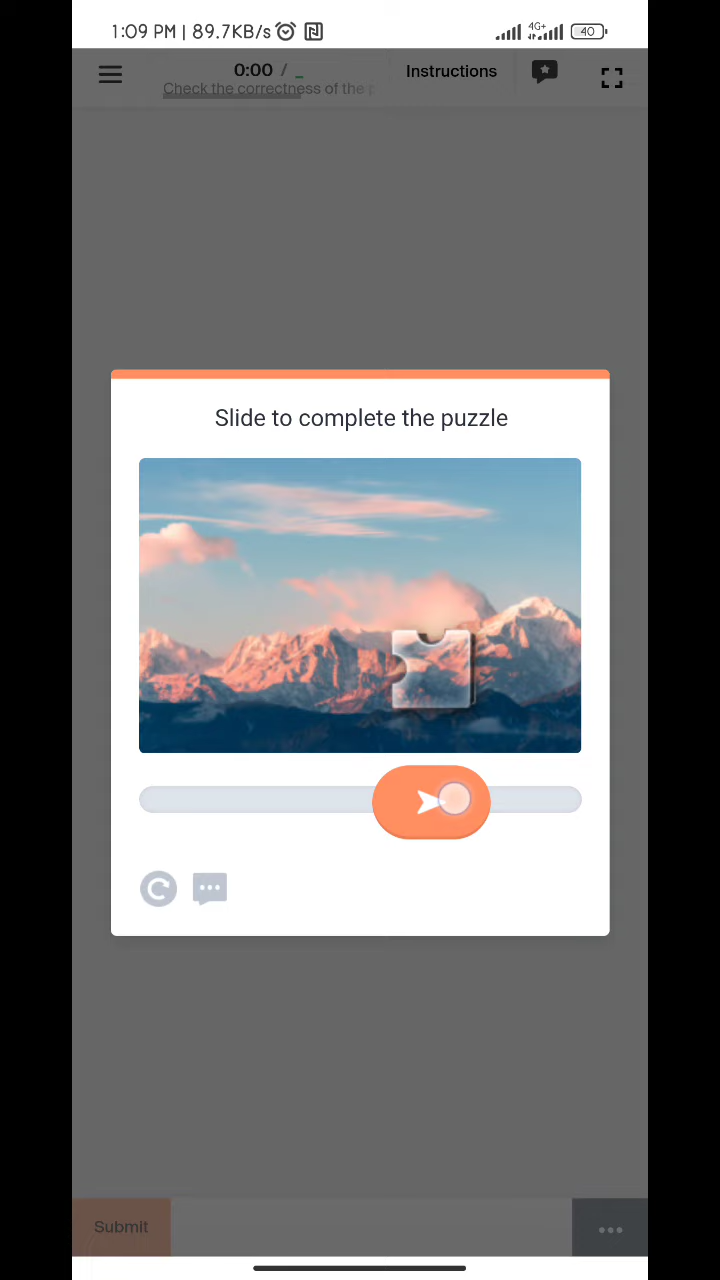 1:09 PM | 89.7KB/s
4G+
40
0:00 / _
Instructions
Check the correctness of the
Slide to complete the puzzle
Submit